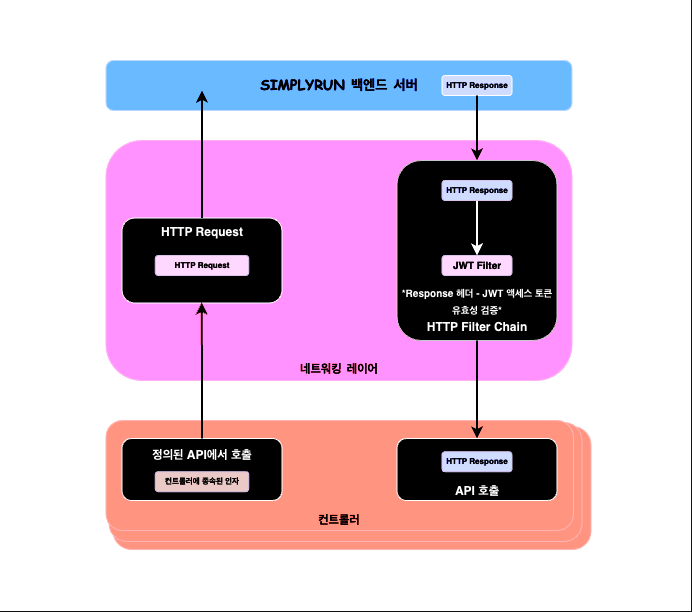 SIMPLYRUN 백엔드 서버
HTTP Response
HTTP Request
HTTP Request
HTTP Response
JWT Filter
*Response 헤더 - JWT 액세스 토큰
유효성 검증*
HTTP Filter Chain
네트워킹 레이어
정의된 API에서 호출
컨트롤러에 종속된 인자
HTTP Response
API 호출
컨트롤러